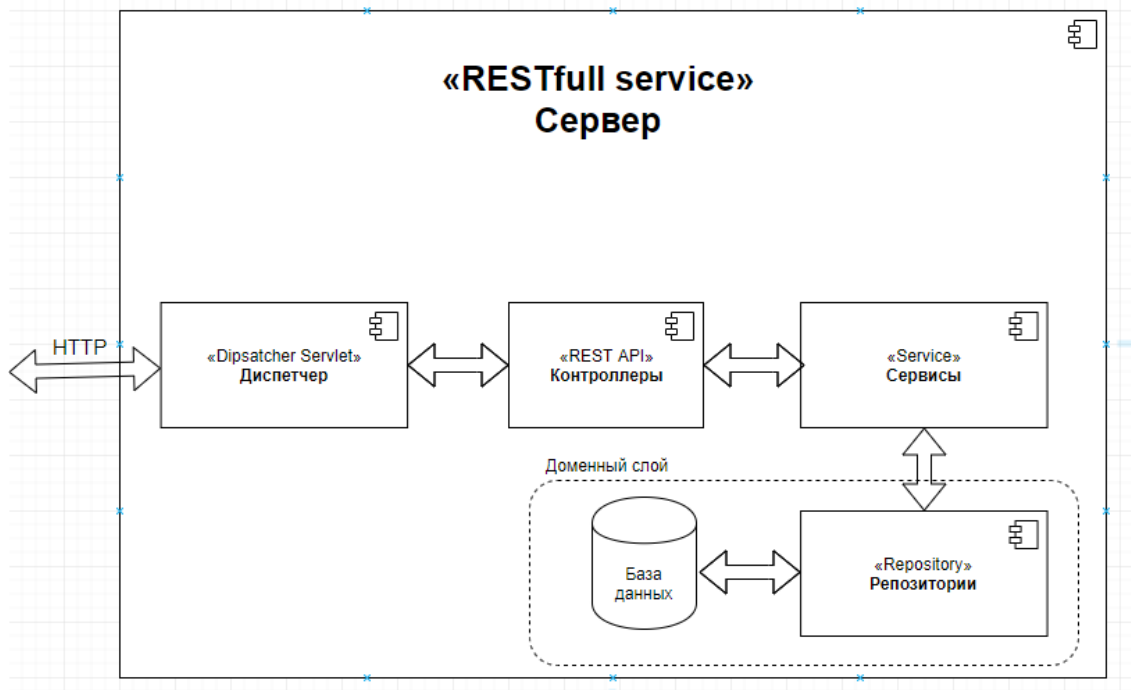 «RESTfull service»
Сервер
HTTP
«Dipsatcher Servlet»
Диспетчер
«REST API»
Контроллеры
«Service»
Сервисы
Доменный слой
База
данных
«Repository»
Репозитории